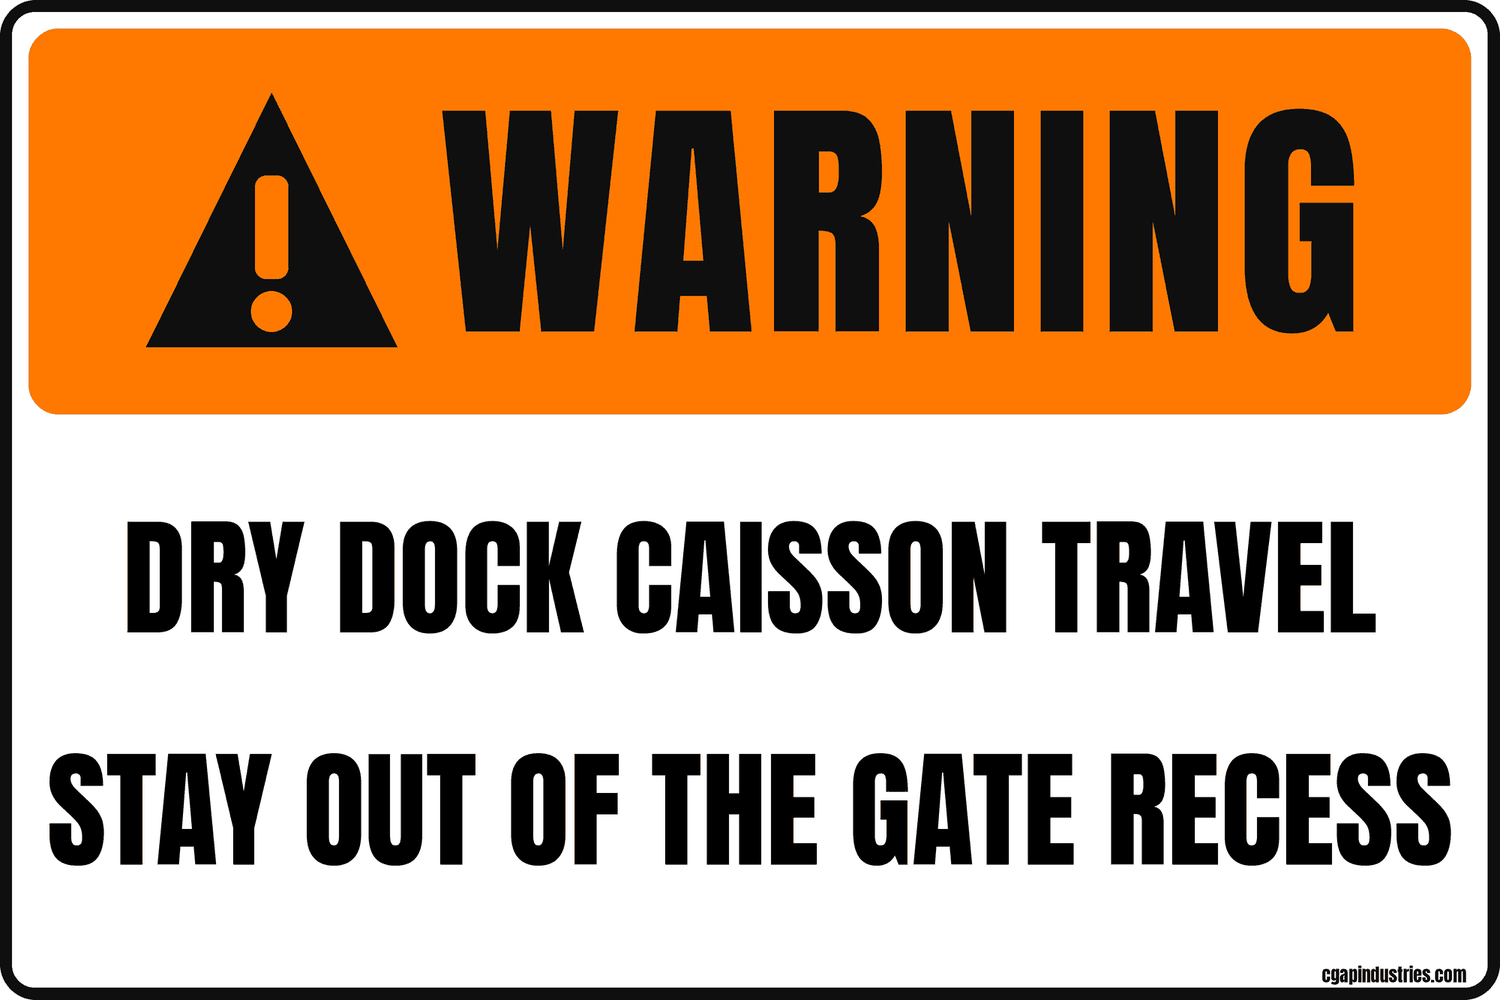 WARNING
DRY DOCK CAISSON TRAVEL
STAY OUT OF THE GATE RECESS
cgapindustries.com